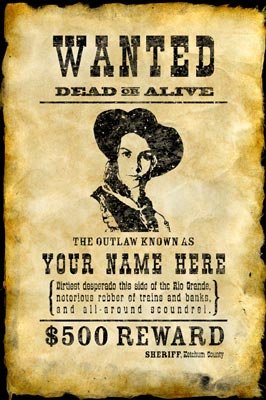 WANTED
DEAD OR ALIVE
THE OUTLAW KNOWN AS
YOUR NAME HERE
Dirtiest desperado this side of the Rio Grande,
notorious robber of trains and banks,
and all-around scoundrel.
$500 REWARD
SHERIFF, Ketchum County